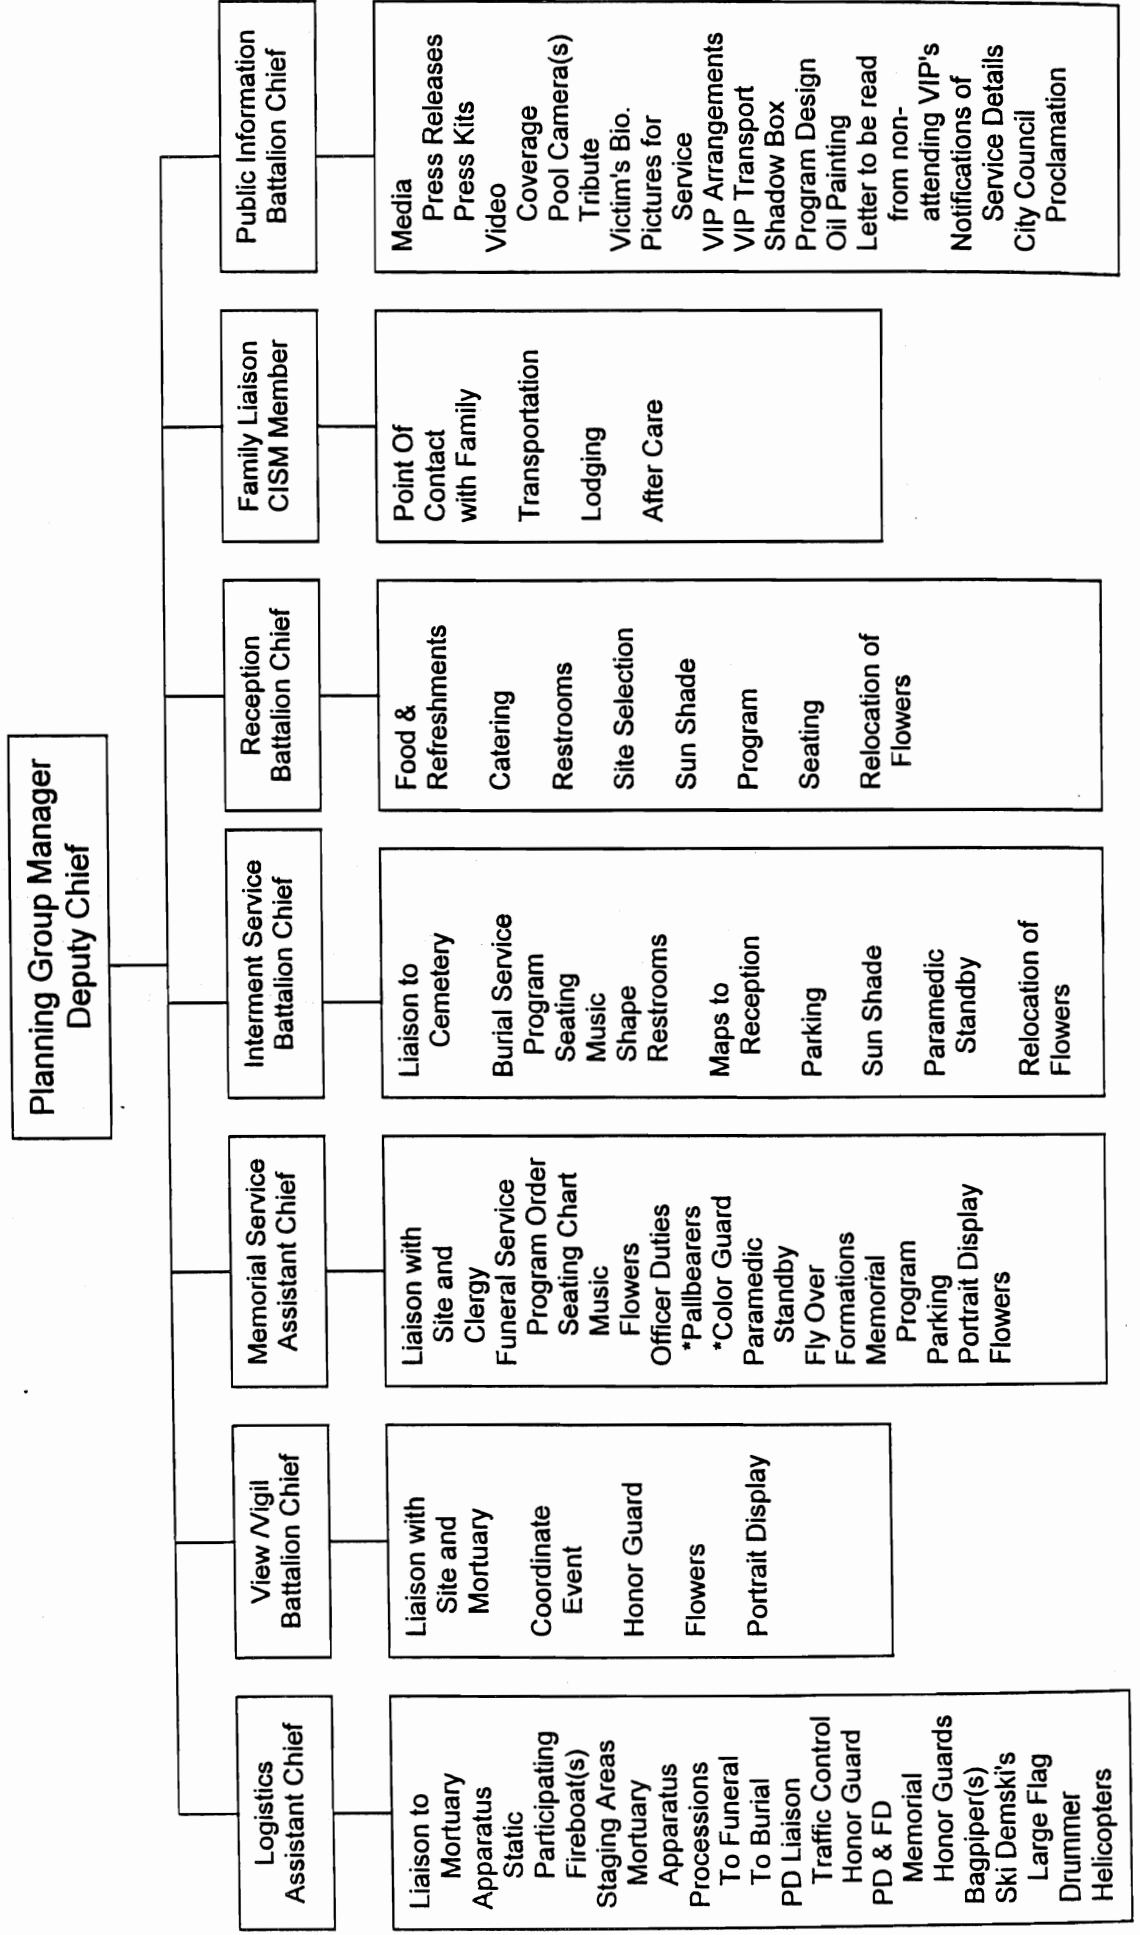 Planning Group Manager
Deputy Chief
Logistics
Assistant Chief
Liaison to
Mortuary
Apparatus
Static
Participating
Fireboat(s)
Staging Areas
Mortuary
Apparatus
Processions
To Funeral
To Burial
PD Liaison
Traffic Control
Honor Guard
PD & FD
Memorial
Honor Guards
Bagpiper(s)
Ski Demski's
Large Flag
Drummer
Helicopters
View /Vigil
Battalion Chief
Liaison with
Site and
Mortuary
Coordinate
Event
Honor Guard
Flowers
Portrait Display
Memorial Service
Assistant Chief
Liaison with
Site and
Clergy
Funeral Service
Program Order
Seating Chart
Music
Flowers
Officer Duties
*Pallbearers
*Color Guard
Paramedic
Standby
Fly Over
Formations
Memorial
Program
Parking
Portrait Display
Flowers
Interment Service
Battalion Chief
Liaison to
Cemetery
Burial Service
Program
Seating
Music
Shape
Restrooms
Maps to
Reception
Parking
Sun Shade
Paramedic
Standby
Relocation of
Flowers
Reception
Battalion Chief
Food &
Refreshments
Catering
Restrooms
Site Selection
Sun Shade
Program
Seating
Relocation of
Flowers
Family Liaison
CISM Member
Point Of
Contact
with Family
Transportation
Lodging
After Care
Public Information
Battalion Chief
Media
Press Releases
Press Kits
Video
Coverage
Pool Camera(s)
Tribute
Victim's Bio.
Pictures for
Service
VIP Arrangements
VIP Transport
Shadow Box
Program Design
Oil Painting
Letter to be read
from non-
attending VIP's
Notifications of
Service Details
City Council
Proclamation